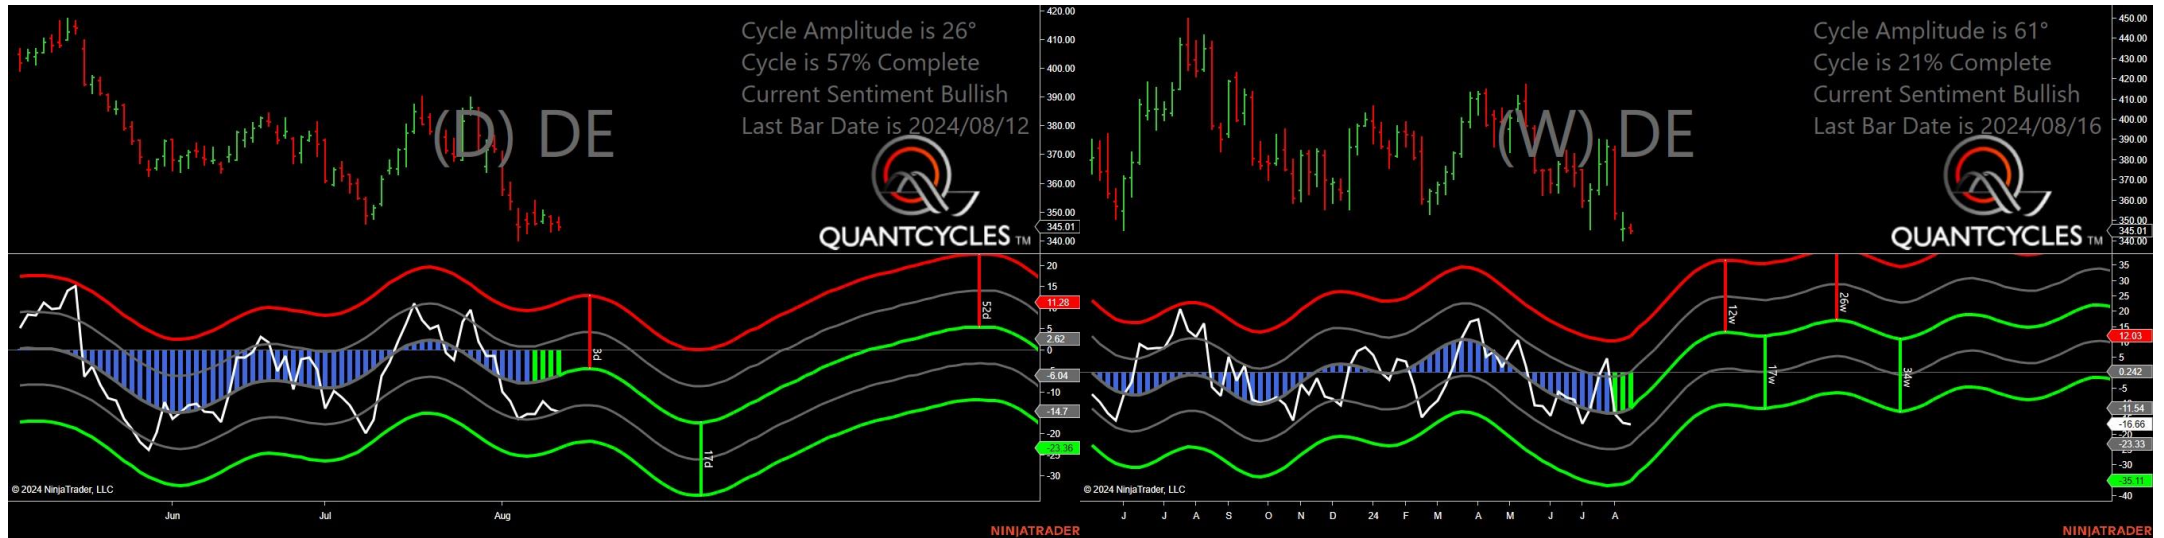 Cycle Amplitude is 26°
Cycle is 57% Complete
Current Sentiment Bullish
Last Bar Date is 2024/08/12
(D) DE
QUANTCYCLES TM
420.00
410.00
400.00
390.00
380.00
370.00
360.00
350.00
345.01
340.00
20
15
11.28
5
2.62
0
-6.04
-10
-14.7
-20
-23.36
-30
3d
17d
52d
© 2024 NinjaTrader, LLC
Jun Jul Aug
NINJATRADER
Cycle Amplitude is 61°
Cycle is 21% Complete
Current Sentiment Bullish
Last Bar Date is 2024/08/16
(W) DE
QUANTCYCLES TM
450.00
440.00
430.00
420.00
410.00
400.00
390.00
380.00
370.00
360.00
350.00
345.01
340.00
35
30
25
20
15
12.03
10
5
0.242
-5
-11.54
-16.66
-20
-23.33
-30
-35.11
-40
12w
17w
26w
34w
© 2024 NinjaTrader, LLC
J J A S O N D 24 F M A M J J A
NINJATRADER